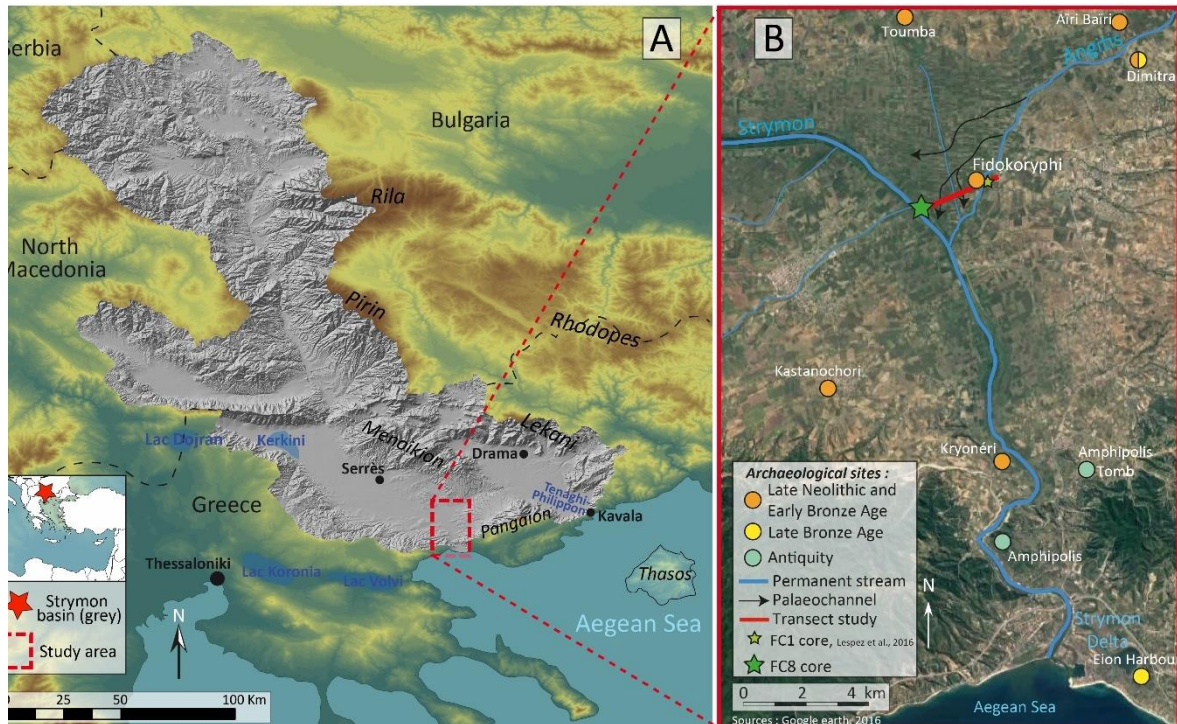 A
Serbia
Bulgaria
Rila
North
Macedonia
Pirin
Rhodopes
Lekani
Lac Dojran
Kerkini
Menoikion
Drama
Serrès
Tenaghi-
Philippon
Greece
Pangaion
Kavala
Thessaloniki
Lac Koronia
Lac Volvi
Thasos
Aegean Sea
N
Strymon
basin (grey)
Study area
0 25 50 100 Km
B
Toumba
Aïri Baïri
Angitis
Dimitra
Strymon
Fidokoryphi
Kastanochori
Kryonéri
Amphipolis
Tomb
Amphipolis
Strymon
Delta
Eion Harbour
Aegean Sea
Archaeological sites :
Late Neolithic and
Early Bronze Age
Late Bronze Age
Antiquity
Permanent stream
Palaeochannel
Transect study
FC1 core, Lespez et al., 2016
FC8 core
N
0 2 4 km
Sources : Google earth, 2016